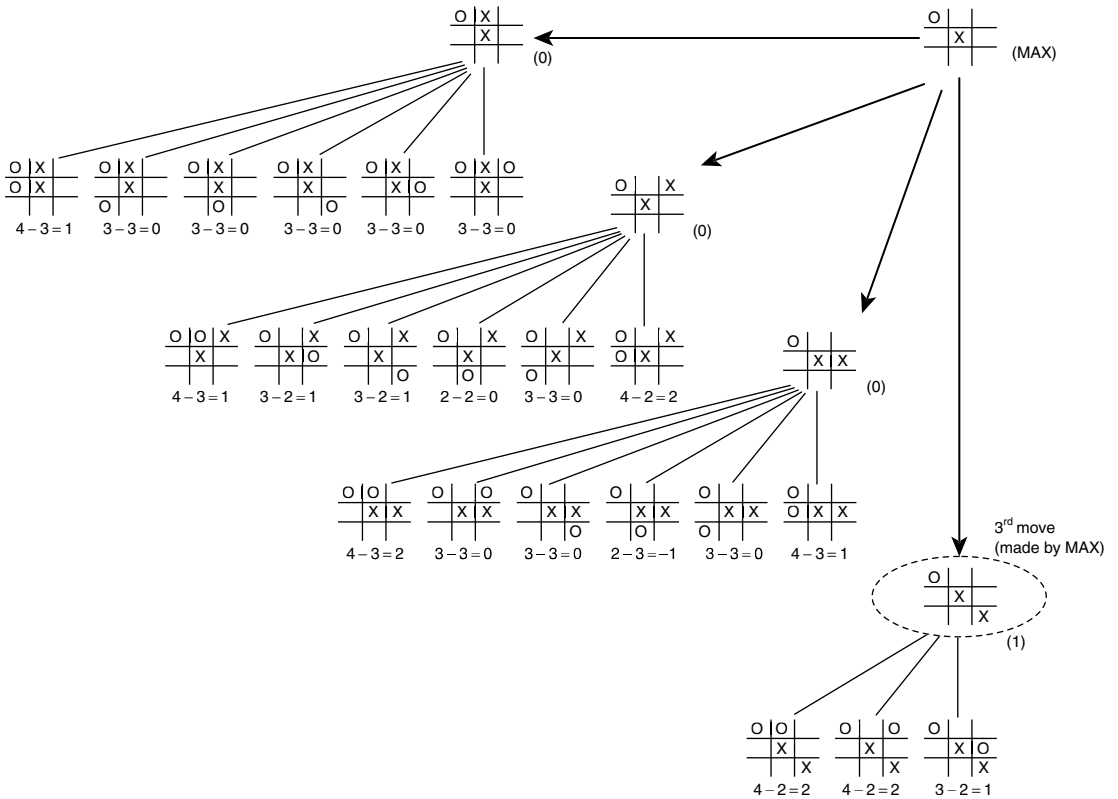 O X
X
(0)
O
X
(MAX)
O X
O X
4 – 3 = 1
O X
X
O
3 – 3 = 0
O X
X
O
3 – 3 = 0
O X
X
O
3 – 3 = 0
O X
X O
3 – 3 = 0
O X O
X
3 – 3 = 0
O X
X
(0)
O O X
X
4 – 3 = 1
O X
X O
3 – 2 = 1
O X
X
O
3 – 2 = 1
O X
X
O
2 – 2 = 0
O X
X
O
3 – 3 = 0
O X
O X
4 – 2 = 2
O
X X
(0)
O O
X X
4 – 3 = 2
O O
X X
3 – 3 = 0
O
X X
O
3 – 3 = 0
O
X X
O
2 – 3 = –1
O
X X
O
3 – 3 = 0
O
O X X
4 – 3 = 1
3rd move
(made by MAX)
O
X
X
(1)
O O
X
X
4 – 2 = 2
O O
X
X
4 – 2 = 2
O
X O
X
3 – 2 = 1